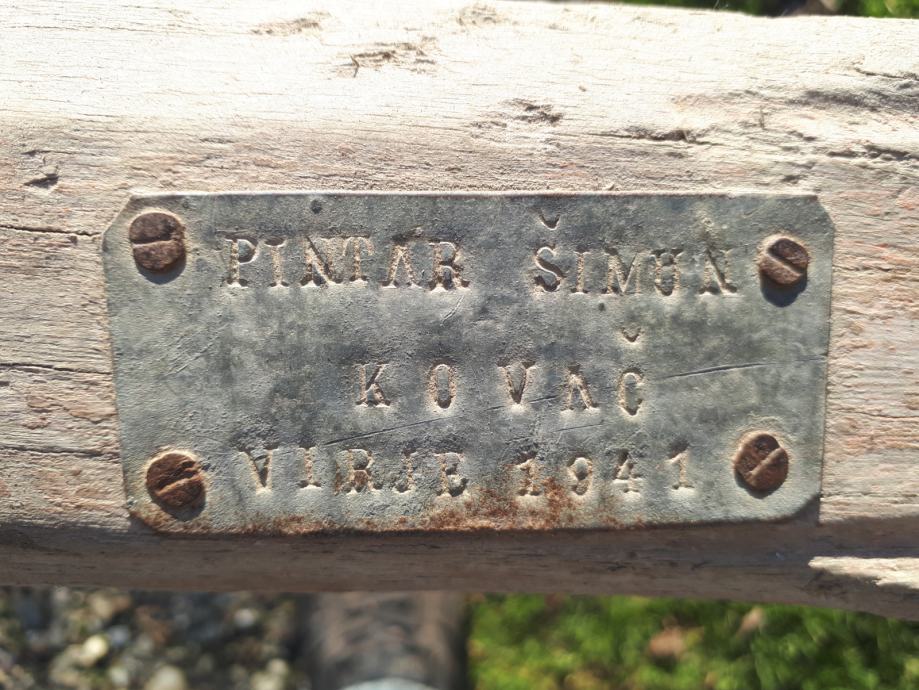 PINTAR ŠIMUN
KOVAČ
VIRJE 1941